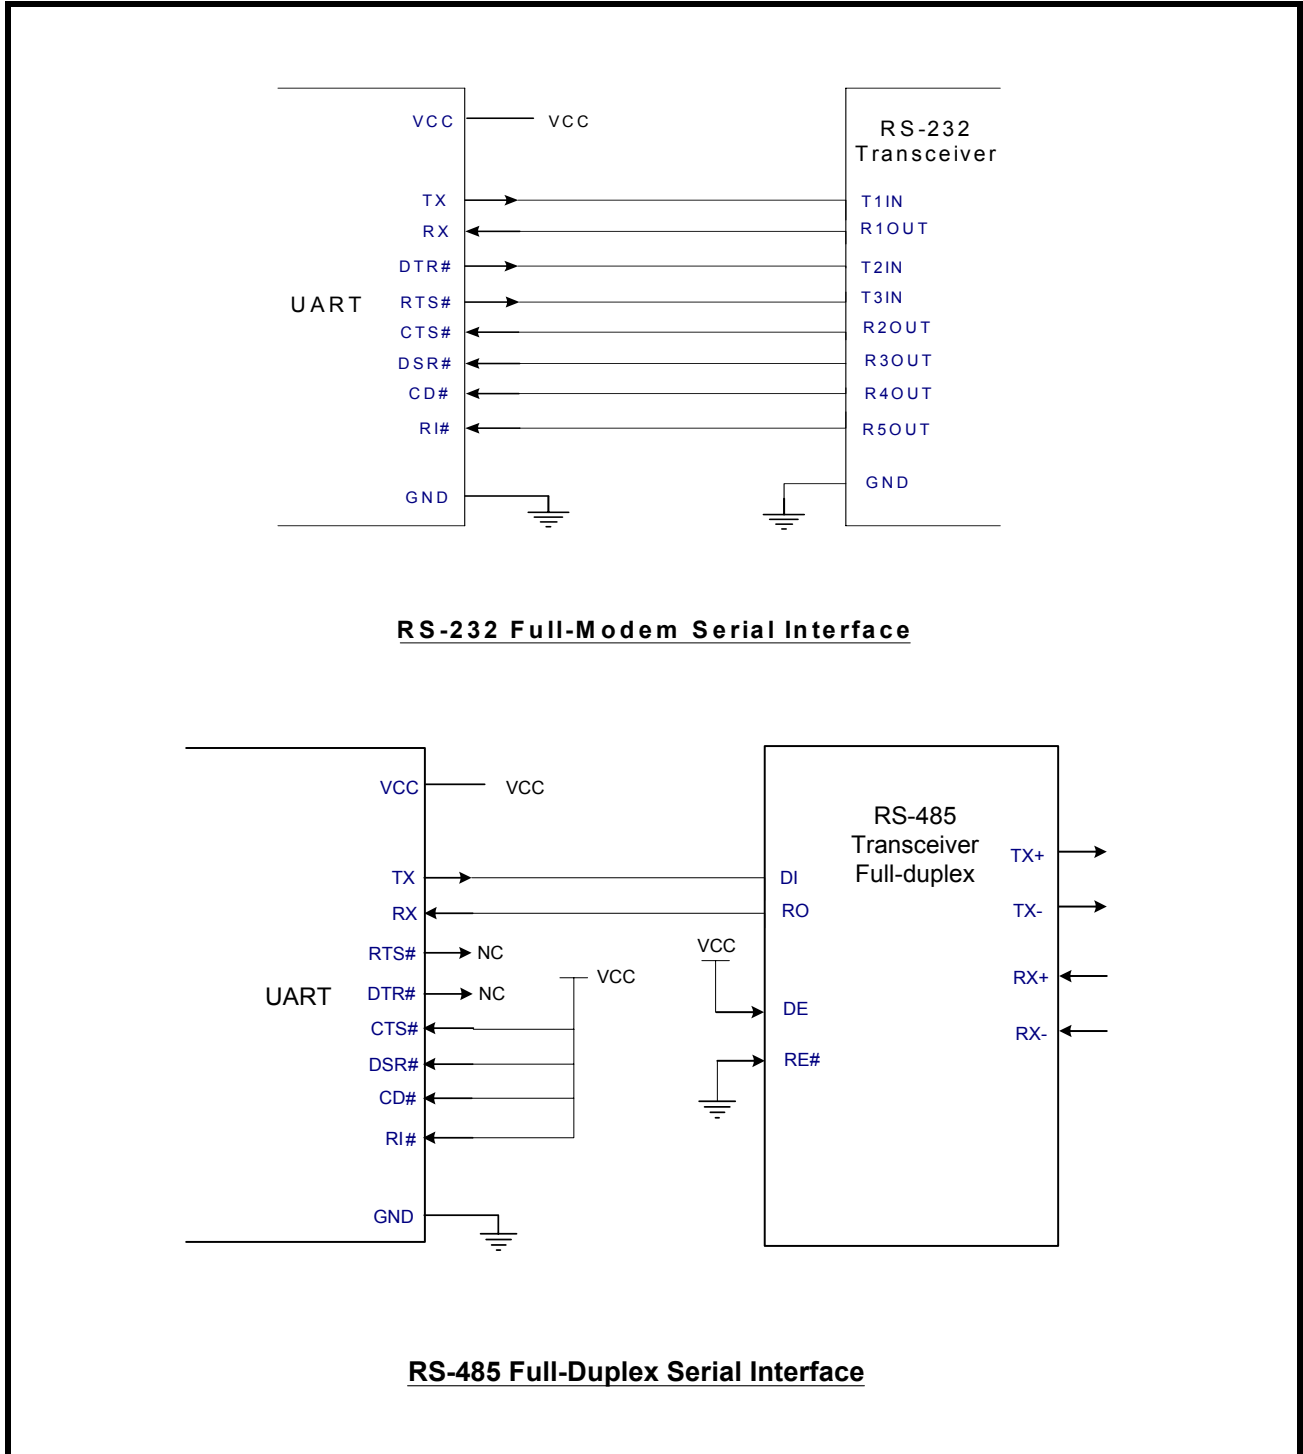 VCC VCC
RS-232
Transceiver
TX T1IN
RX R1OUT
DTR# T2IN
UART RTS# T3IN
CTS# R2OUT
DSR# R3OUT
CD# R4OUT
RI# R5OUT
GND GND
RS-232 Full-Modem Serial Interface
VCC VCC
RS-485
Transceiver
Full-duplex
TX+
TX DI
RX RO TX-
RTS# NC VCC
UART DTR# NC VCC RX+
CTS# DE
RX-
DSR# RE#
CD#
RI#
GND
RS-485 Full-Duplex Serial Interface